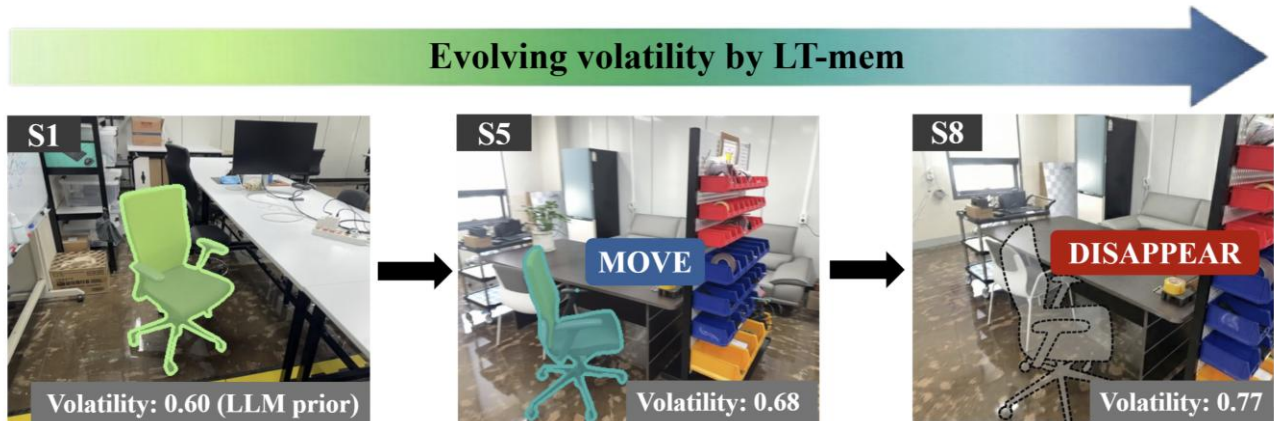 Evolving volatility by LT-mem
S1
Volatility: 0.60 (LLM prior)
S5
MOVE
Volatility: 0.68
S8
DISAPPEAR
Volatility: 0.77